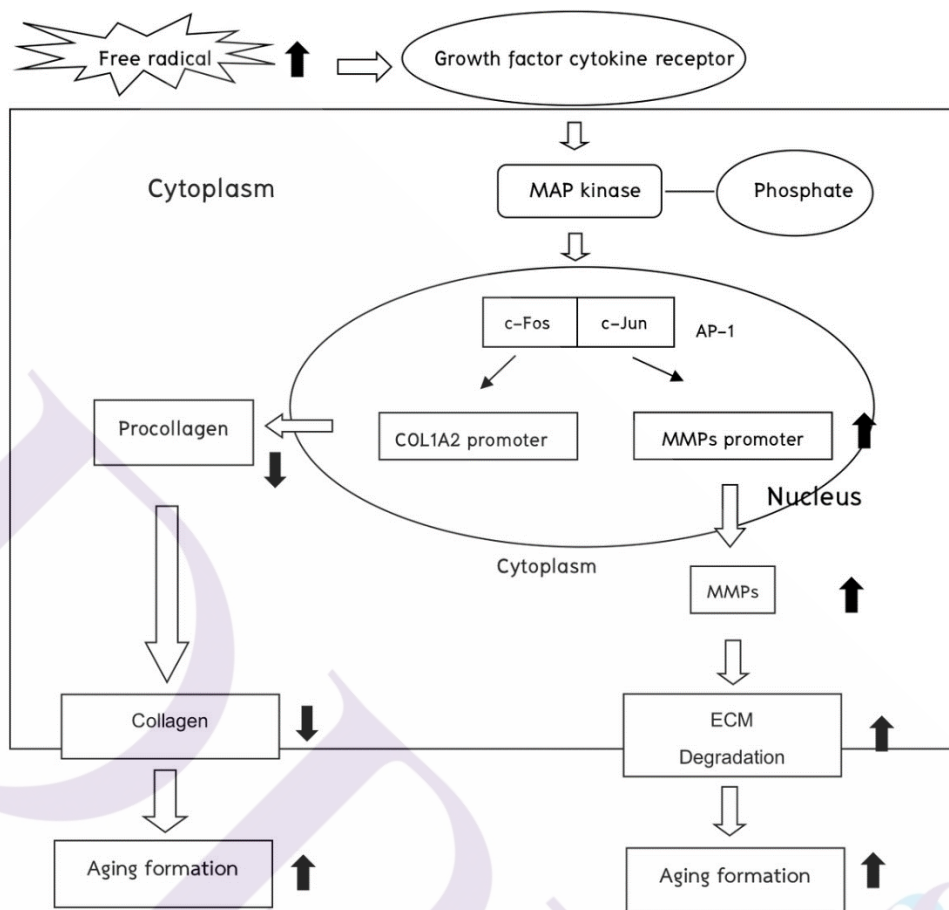 Free radical
Growth factor cytokine receptor
Cytoplasm
MAP kinase
Phosphate
c-Fos
c-Jun
AP-1
Procollagen
COL1A2 promoter
MMPs promoter
Nucleus
Cytoplasm
MMPs
Collagen
ECM
Degradation
Aging formation
Aging formation